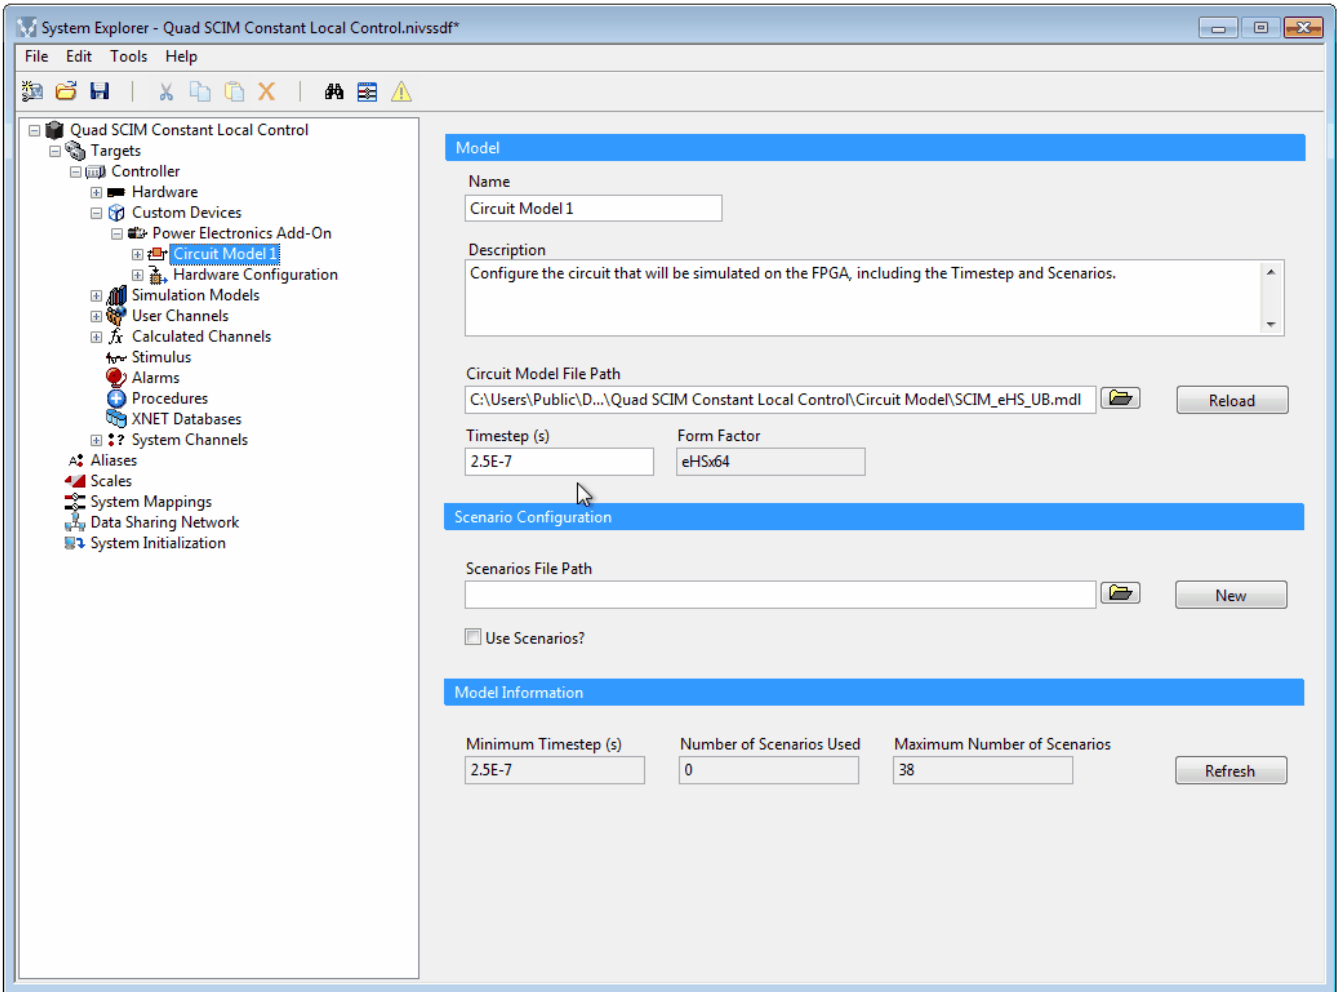 System Explorer - Quad SCIM Constant Local Control.nivssdf*
File Edit Tools Help
Quad SCIM Constant Local Control
Targets
Controller
Hardware
Custom Devices
Power Electronics Add-On
Circuit Model 1
Hardware Configuration
Simulation Models
User Channels
Calculated Channels
Stimulus
Alarms
Procedures
XNET Databases
System Channels
Aliases
Scales
System Mappings
Data Sharing Network
System Initialization
Model
Name
Circuit Model 1
Description
Configure the circuit that will be simulated on the FPGA, including the Timestep and Scenarios.
Circuit Model File Path
C:\Users\Public\D...\Quad SCIM Constant Local Control\Circuit Model\SCIM_eHS_UB.mdl
Reload
Timestep (s) Form Factor
2.5E-7 eHSx64
Scenario Configuration
Scenarios File Path
New
Use Scenarios?
Model Information
Minimum Timestep (s) Number of Scenarios Used Maximum Number of Scenarios
2.5E-7 0 38 Refresh